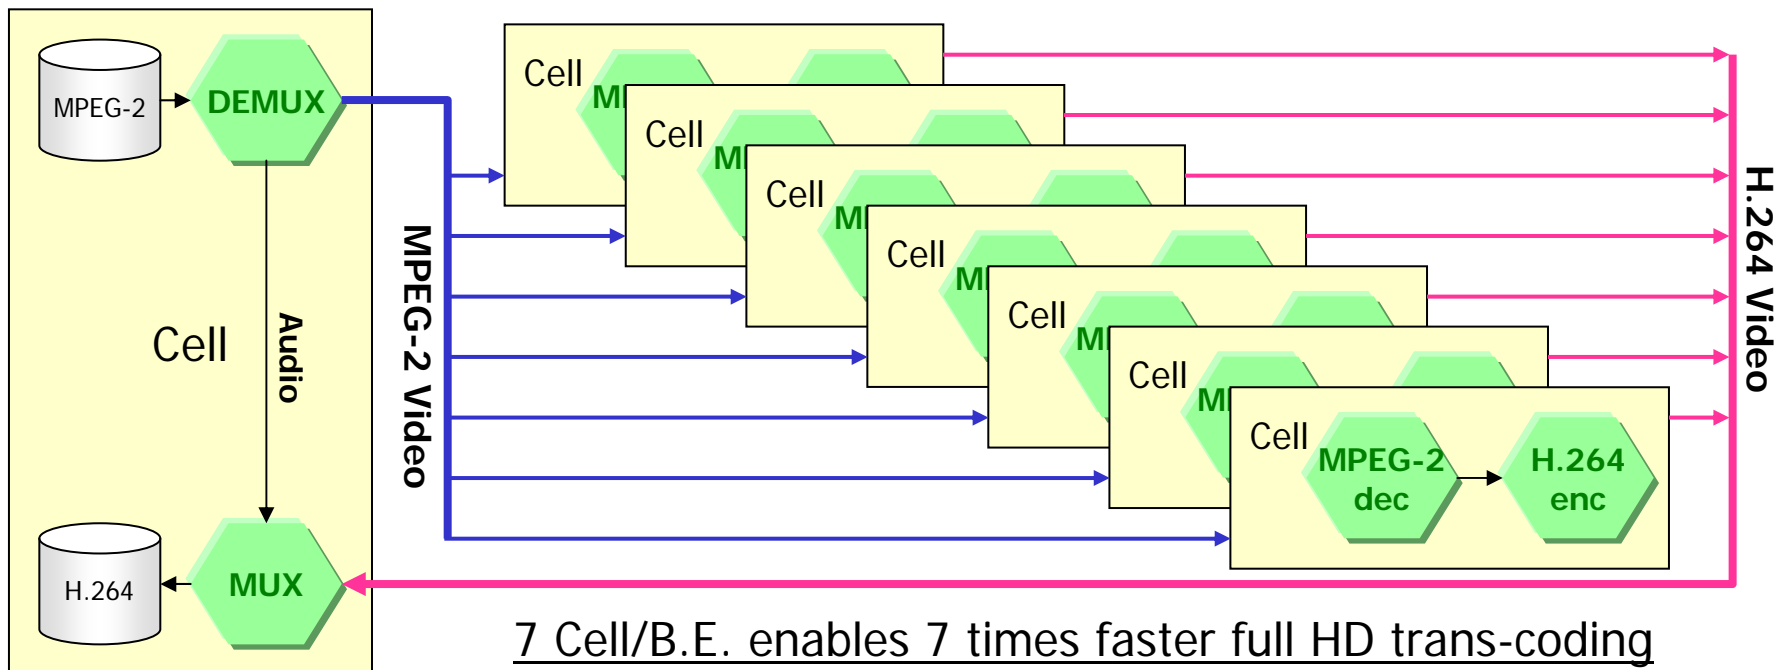 MPEG-2
DEMUX
Cell
Audio
H.264
MUX
MPEG-2 Video
Cell
Cell
Cell
Cell
Cell
Cell
Cell
MPEG-2
dec
H.264
enc
H.264 Video
7 Cell/B.E. enables 7 times faster full HD trans-coding